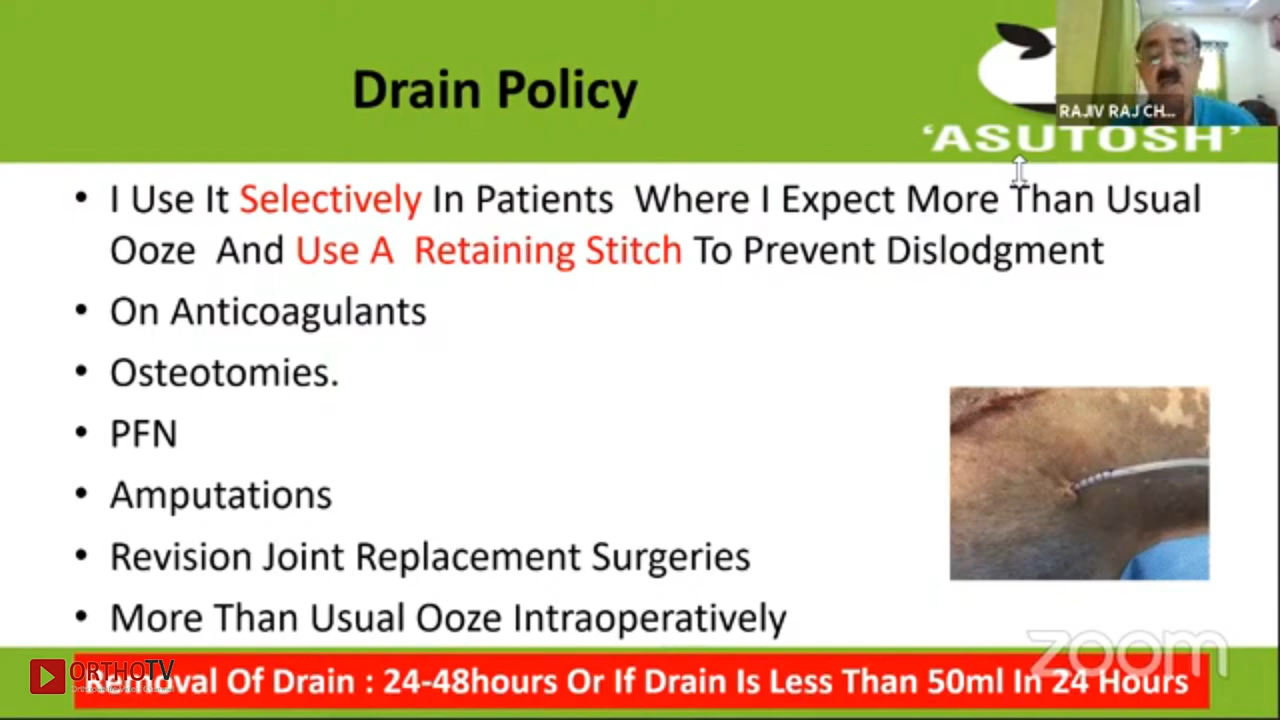 Drain Policy
RAJIV RAJ CH...
'ASUTOSH'
• I Use It Selectively In Patients Where I Expect More Than Usual
Ooze And Use A Retaining Stitch To Prevent Dislodgment
• On Anticoagulants
• Osteotomies.
• PFN
• Amputations
• Revision Joint Replacement Surgeries
• More Than Usual Ooze Intraoperatively
zoom
ORTHOTV
Of Drain : 24-48hours Or If Drain Is Less Than 50ml In 24 Hours